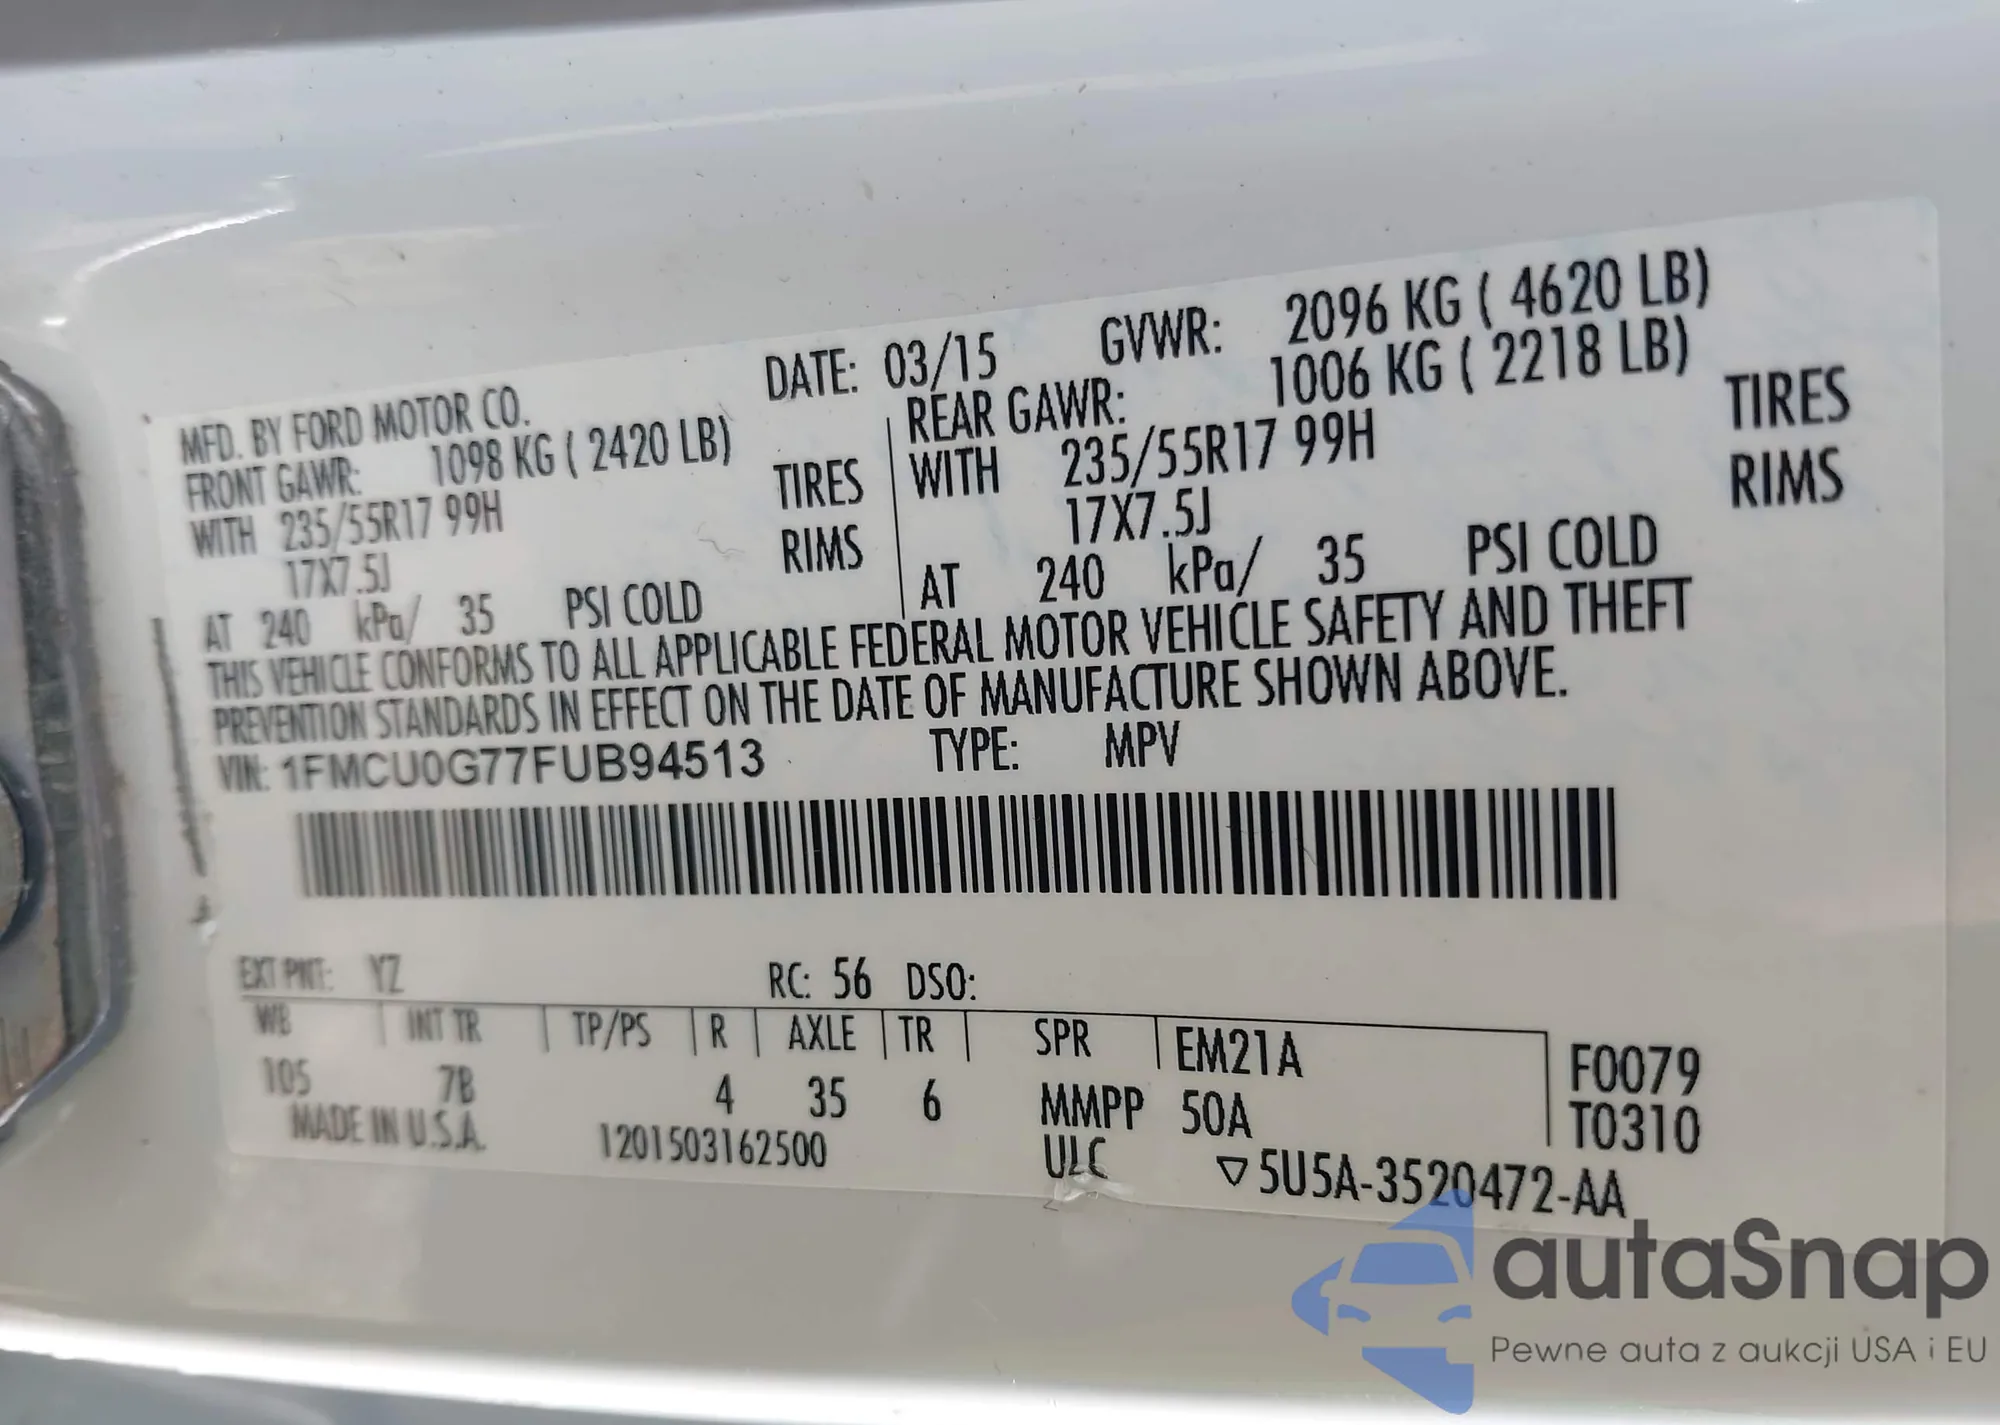 MFD. BY FORD MOTOR CO. DATE: 03/15 GVWR: 2096 KG ( 4620 LB)
FRONT GAWR: 1098 KG ( 2420 LB) REAR GAWR: 1006 KG ( 2218 LB)
WITH 235/55R17 99H TIRES WITH 235/55R17 99H TIRES
17X7.5J RIMS 17X7.5J RIMS
AT 240 kPa/ 35 PSI COLD AT 240 kPa/ 35 PSI COLD
THIS VEHICLE CONFORMS TO ALL APPLICABLE FEDERAL MOTOR VEHICLE SAFETY AND THEFT
PREVENTION STANDARDS IN EFFECT ON THE DATE OF MANUFACTURE SHOWN ABOVE.
VIN: 1FMCU0G77FUB94513 TYPE: MPV
EXT PNT: YZ RC: 56 DSO:
WB INT TR TP/PS R AXLE TR SPR EM21A F0079
105 7B 4 35 6 MMPP 50A T0310
MADE IN U.S.A. 1201503162500 ULC ▽5U5A-3520472-AA
autaSnap
Pewne auta z aukcji USA i EU